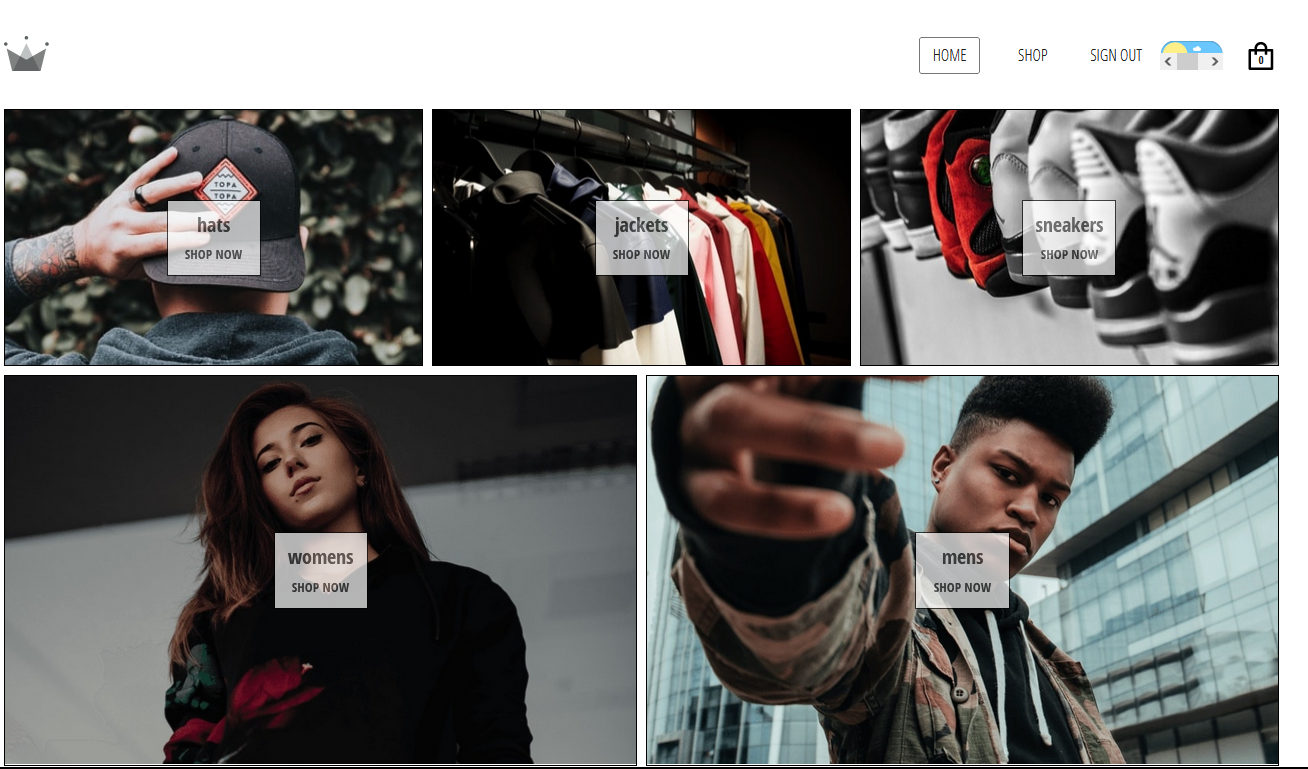 HOME
SHOP
SIGN OUT
0
TOPA
TOPA
hats
SHOP NOW
jackets
SHOP NOW
sneakers
SHOP NOW
womens
SHOP NOW
mens
SHOP NOW